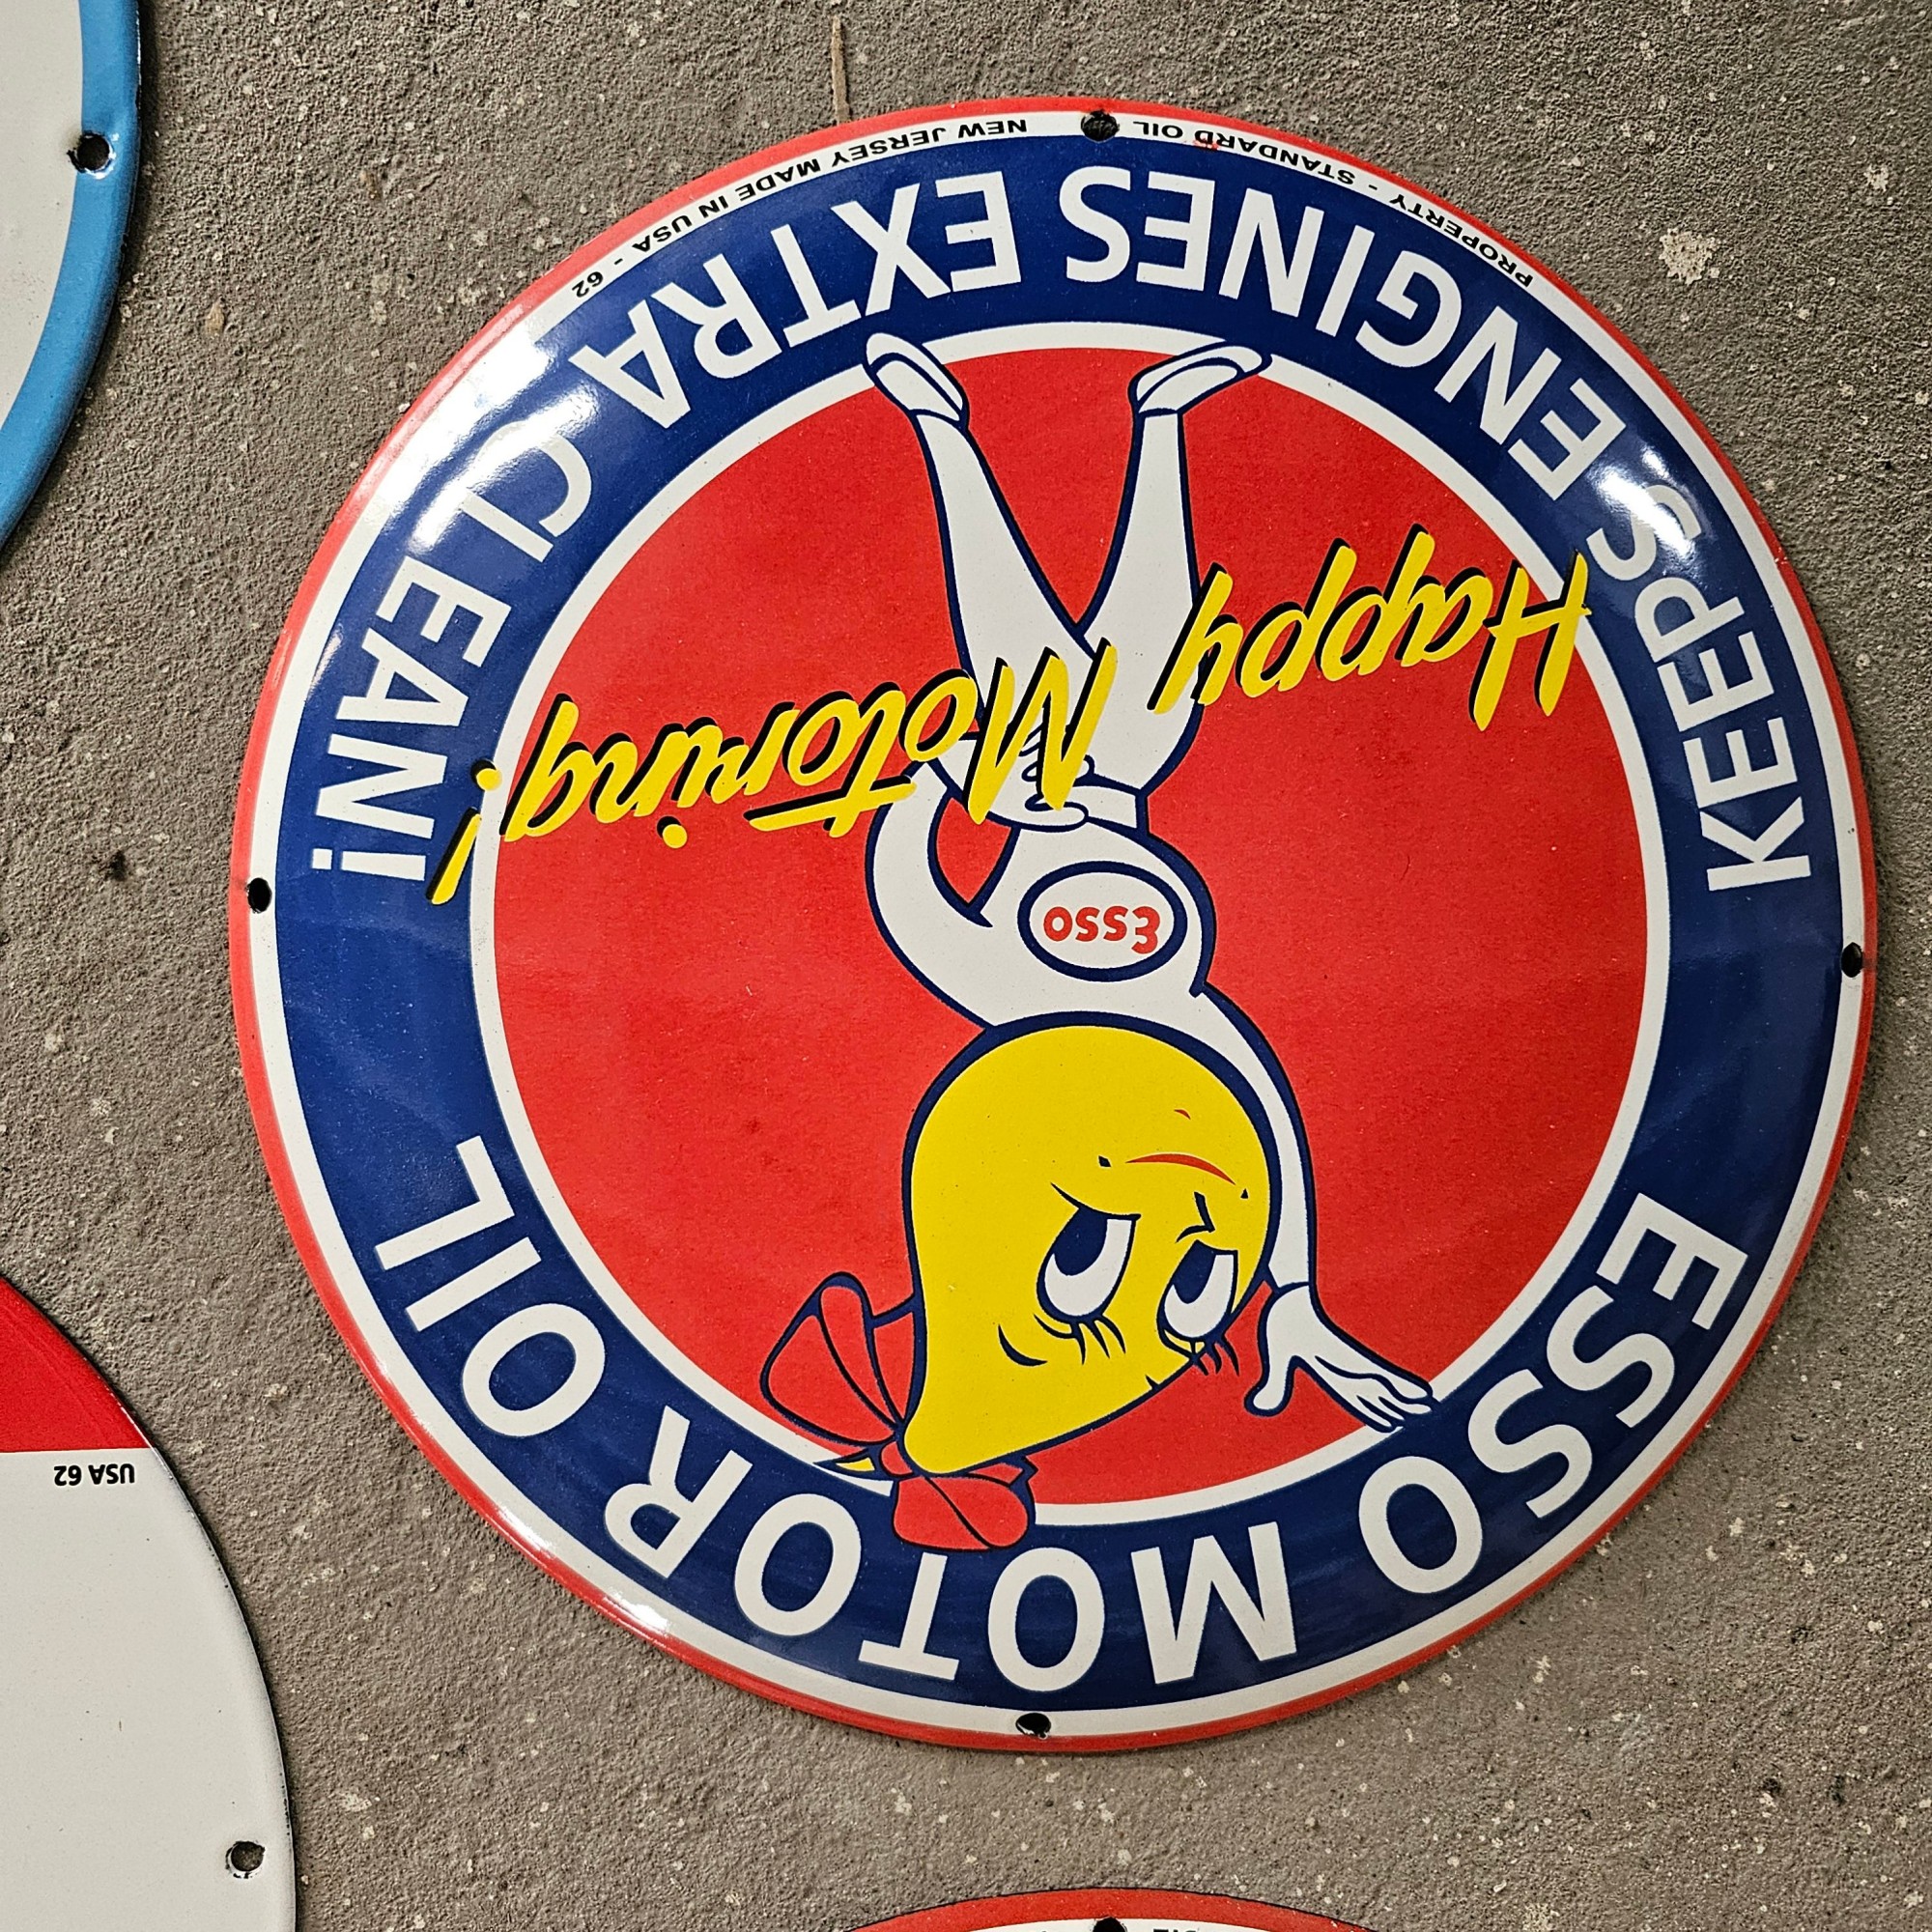 ESSO MOTOR OIL
esso
Happy Motoring!
KEEPS ENGINES EXTRA CLEAN!
PROPERTY - STANDARD OIL NEW JERSEY MADE IN USA - 62
USA 62